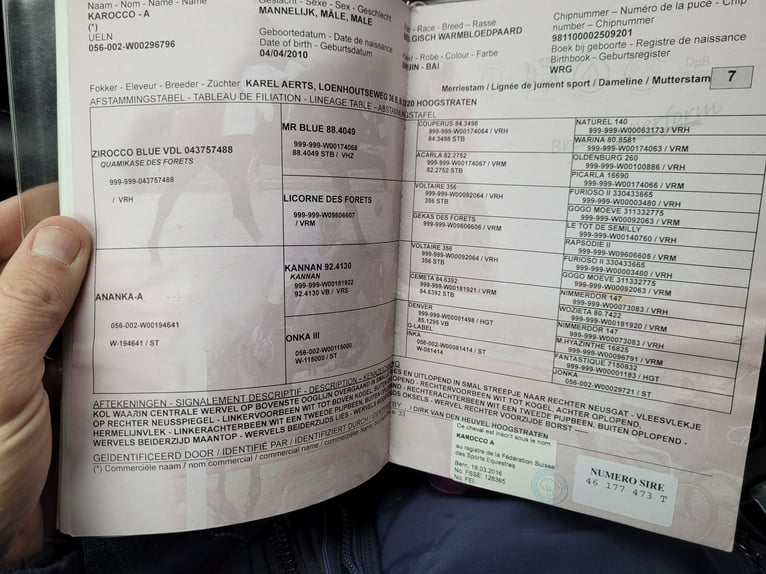 Naam - Nom - Name - Name
KAROCCO - A
(*)
UELN
056-002-W00296796
Geslacht - Sexe - Sex - Geschlecht
MANNELIJK, MÂLE, MALE
Geboortedatum - Date de naissance
Date of birth - Geburtsdatum
04/04/2010
Fokker - Eleveur - Breeder - Züchter KAREL AERTS, LOENHOUTSEWEG
HOOGSTRATEN
- Race - Breed - Rasse
BELGISCH WARMBLOEDPAARD
- Robe - Colour - Farbe
BRUIN - BAI
Chipnummer – Numéro de la puce - Chip
number – Chipnummer
981100002509201
Boek bij geboorte - Registre de naissance
Birthbook - Geburtsregister
WRG
Merriestam / Lignée de jument sport / Dameline / Mutterstam 7
AFSTAMMINGSTABEL - TABLEAU DE FILIATION - LINEAGE TABLE – ABSTAMMUNGSTAFEL
ZIROCCO BLUE VDL 043757488
QUAMIKASE DES FORETS
999-999-043757488
/ VRH
ANANKA-A
056-002-W00194641
W-194641 / ST
MR BLUE 88.4049
999-999-W00174068
88.4049 STB / VHZ
LICORNE DES FORETS
999-999-W09606607
/ VRM
KANNAN 92.4130
KANNAN
999-999-W00181922
92.4130 VB / VRS
ONKA III
056-002-W00115000
W-115000 / ST
COUPERUS 84.3498
999-999-W00174064 / VRH
84.3498 STB
ACARLA 82.2752
999-999-W00174067 / VRM
82.2752 STB
VOLTAIRE 356
999-999-W00092064 / VRH
356 STB
GEKAS DES FORETS
999-999-W09606606 / VRM
VOLTAIRE 356
999-999-W00092064 / VRH
356 STB
CEMETA 84.6392
999-999-W00181921 / VRM
84.6392 STB
DENVER
999-999-W00001498 / HGT
85.1295 VB
G-LABEL
INKA
056-002-W00081414 / ST
W-081414
NATUREL 140
999-999-W00063173 / VRH
WARINA 80.8581
999-999-W00174063 / VRM
OLDENBURG 260
999-999-W00100886 / VRH
PICARLA 16690
999-999-W00174066 / VRM
FURIOSO II 330433665
999-999-W00003480 / VRH
GOGO MOEVE 311332775
999-999-W00092063 / VRM
LE TOT DE SEMILLY
999-999-W00140760 / VRH
RAPSODIE II
999-999-W09606605 / VRM
FURIOSO II 330433665
999-999-W00003480 / VRH
GOGO MOEVE 311332775
999-999-W00092063 / VRM
NIMMERDOR 147
999-999-W00073083 / VRH
WOZIETA 80.7422
999-999-W00181920 / VRM
NIMMERDOR 147
999-999-W00073083 / VRH
M.HYAZINTHE 16825
999-999-W00096791 / VRM
FANTASTIQUE 7150832
999-999-W00001183 / HGT
JONKA
056-002-W00029721 / ST
AFTEKENINGEN - SIGNALEMENT DESCRIPTIF - DESCRIPTION - KENNZEICHNUNG
KOL WAARIN CENTRALE WERVEL OP BOVENSTE OOGLIJN OVERGAAND IN
ES EN UITLOPEND IN SMAL STREEPJE NAAR RECHTER NEUSGAT - VLEESVLEKJE
OP RECHTER NEUSSPIEGEL - LINKERVOORBEEN WIT TOT BOVEN KOGEL,
- RECHTERVOORBEEN WIT TOT KOGEL, ACHTER OPLOPEND,
HERMELIJNVLEK - LINKERACHTERBEEN WIT EEN TWEEDE PIJPBEEN,
- RECHTERACHTERBEEN WIT EEN TWEEDE PIJPBEEN, BUITEN OPLOPEND -
WERVELS BEIDERZIJD MAANTOP - WERVELS BEIDERZIJDS LIES - WERVELS
OKSELS - WERVEL RECHTER VOORZIJDE BORST
GEÏDENTIFICEERD DOOR / IDENTIFIÉ PAR / IDENTIFIZIERT DURCH
/ DIRK VAN DEN HEUVEL HOOGSTRATEN
(*) Commerciële naam / nom commercial / commercial name / kommerzieller Name
Ce cheval est inscrit sous le nom
KAROCCO A
au registre de la Fédération Suisse
des Sports Equestres
Bern, 18.03.2016
No. FSSE: 128365
No. FEI
NUMERO SIRE
46 177 473 T